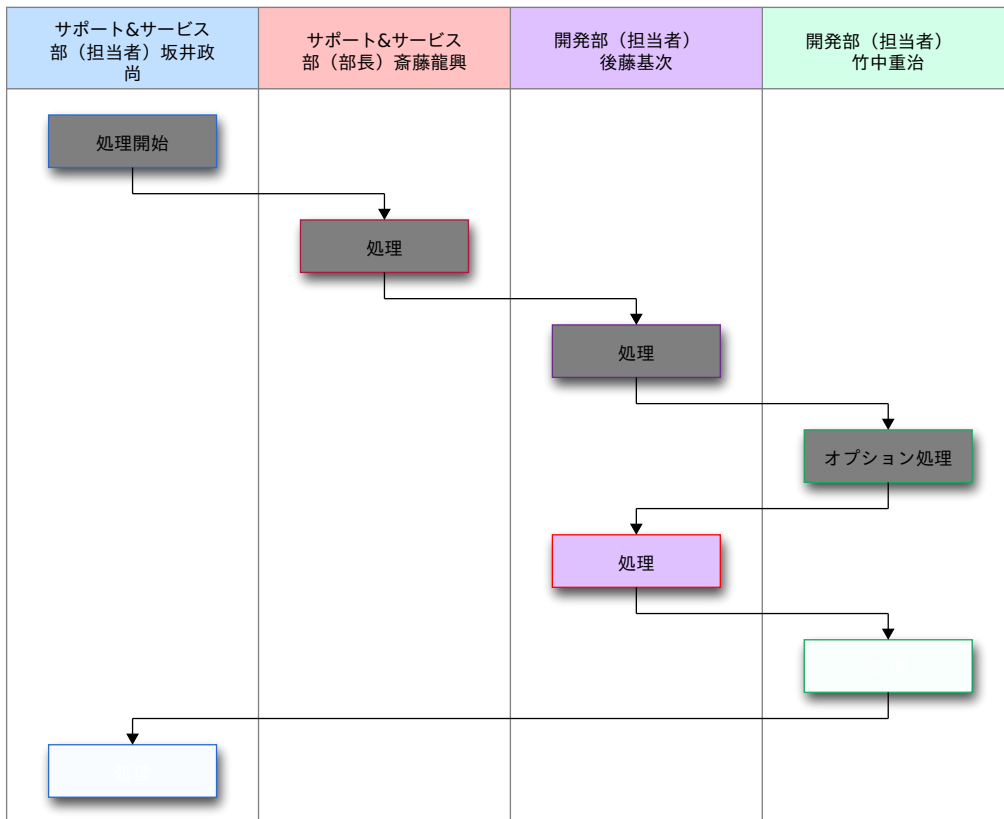 サポート&サービス
部（担当者）坂井政
尚
サポート&サービス
部（部長）斎藤龍興
開発部（担当者）
後藤基次
開発部（担当者）
竹中重治
処理開始
処理
処理
オプション処理
処理